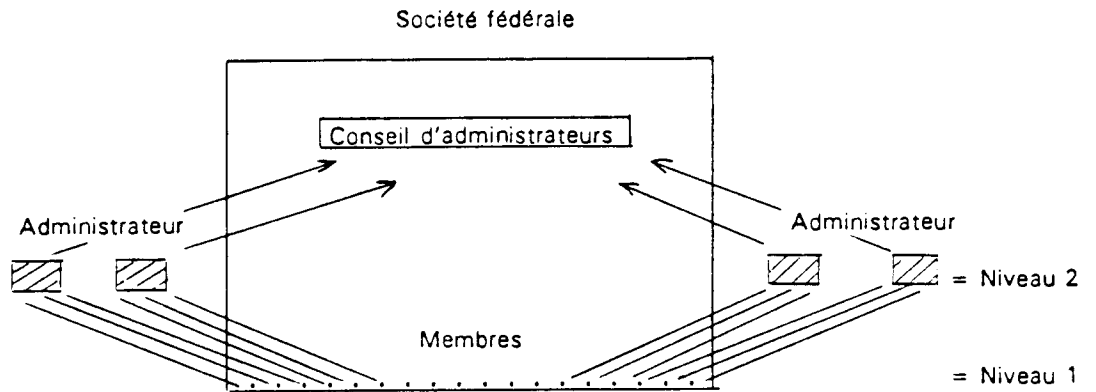 Société fédérale
Conseil d'administrateurs
Administrateur
Administrateur
= Niveau 2
Membres
= Niveau 1